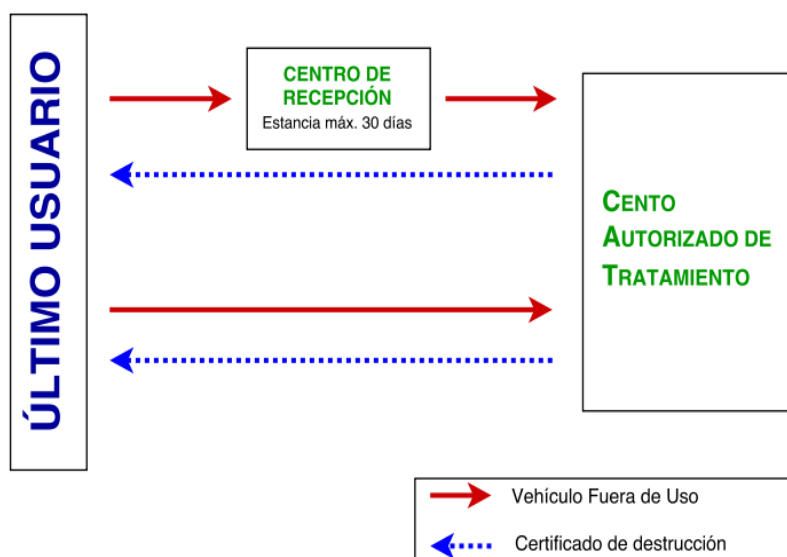 ÚLTIMO USUARIO
CENTRO DE
RECEPCIÓN
Estancia máx. 30 días
CENTO
AUTORIZADO DE
TRATAMIENTO
Vehículo Fuera de Uso
Certificado de destrucción